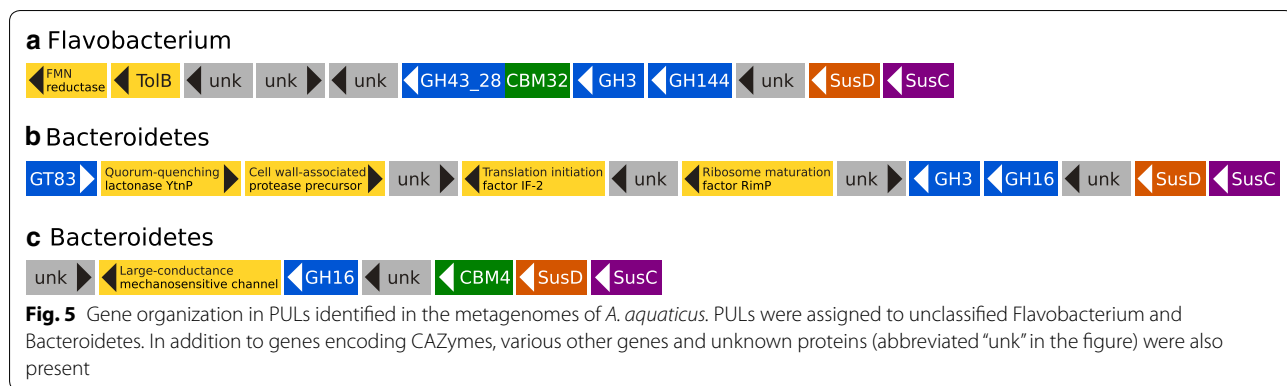 a Flavobacterium
FMN reductase TolB unk unk unk GH43_28 CBM32 GH3 GH144 unk SusD SusC
b Bacteroidetes
GT83 Quorum-quenching lactonase YtnP Cell wall-associated protease precursor unk Translation initiation factor IF-2 unk Ribosome maturation factor RimP unk GH3 GH16 unk SusD SusC
c Bacteroidetes
unk Large-conductance mechanosensitive channel GH16 unk CBM4 SusD SusC
Fig. 5 Gene organization in PULs identified in the metagenomes of A. aquaticus. PULs were assigned to unclassified Flavobacterium and
Bacteroidetes. In addition to genes encoding CAZymes, various other genes and unknown proteins (abbreviated “unk” in the figure) were also
present